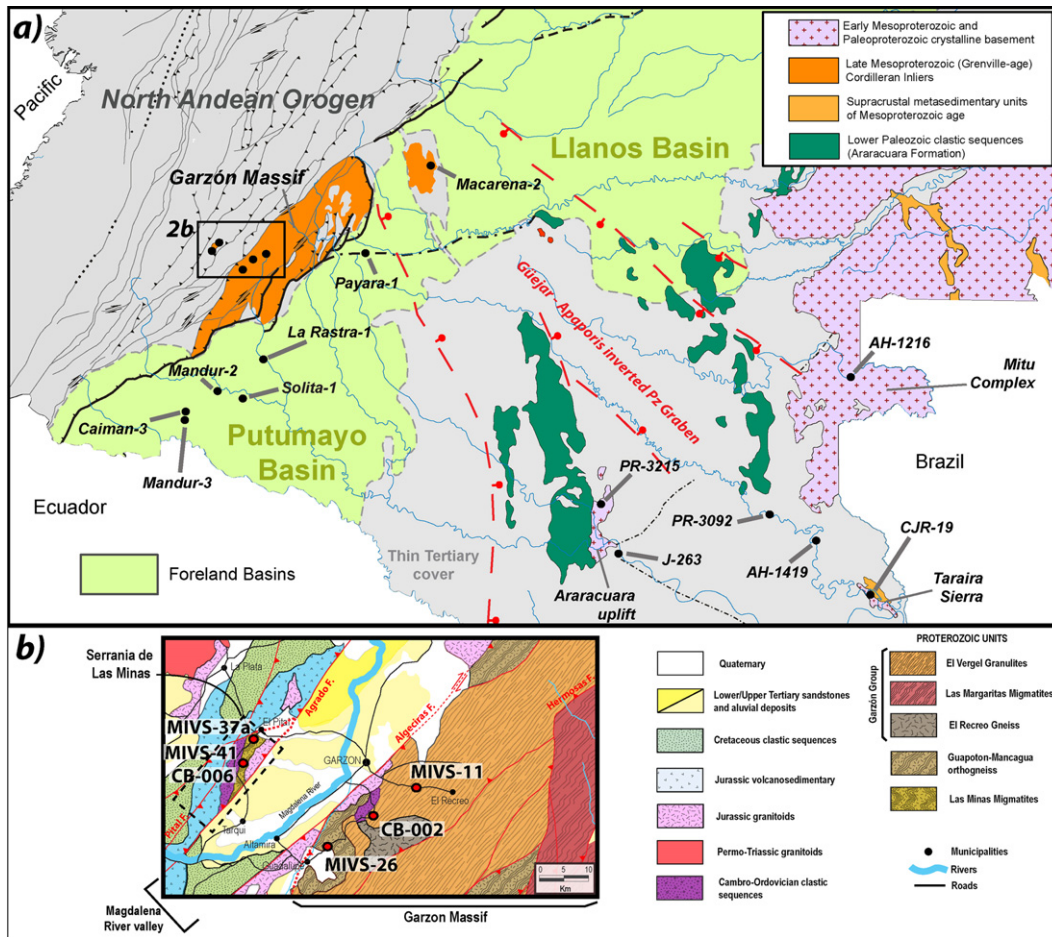 a)
Pacific
North Andean Orogen
Garzón Massif
2b
Llanos Basin
Macarena-2
Payara-1
La Rastra-1
Mandur-2
Solita-1
Caiman-3
Mandur-3
Putumayo
Basin
Ecuador
Foreland Basins
Güejar - Apaporis inverted Pz Graben
Thin Tertiary
cover
PR-3215
Araracuara
uplift
J-263
PR-3092
AH-1419
AH-1216
Mitu
Complex
Brazil
CJR-19
Taraira
Sierra
Early Mesoproterozoic and
Paleoproterozoic crystalline basement
Late Mesoproterozoic (Grenville-age)
Cordilleran Inliers
Supracrustal metasedimentary units
of Mesoproterozoic age
Lower Paleozoic clastic sequences
(Araracuara Formation)
b)
Serrania de
Las Minas
La Plata
El Pital
Agrado F.
MIVS-37a
MIVS-41
CB-006
Pital F.
Tarqui
Altamira
Magdalena River
Guadalupe
GARZON
Algeciras F.
Hermosas F.
MIVS-11
El Recreo
CB-002
MIVS-26
0 5 10
Km
Magdalena
River valley
Garzon Massif
Quaternary
Lower/Upper Tertiary sandstones
and aluvial deposits
Cretaceous clastic sequences
Jurassic volcanosedimentary
Jurassic granitoids
Permo-Triassic granitoids
Cambro-Ordovician clastic
sequences
PROTEROZOIC UNITS
Garzón Group
El Vergel Granulites
Las Margaritas Migmatites
El Recreo Gneiss
Guapoton-Mancagua
orthogneiss
Las Minas Migmatites
Municipalities
Rivers
Roads